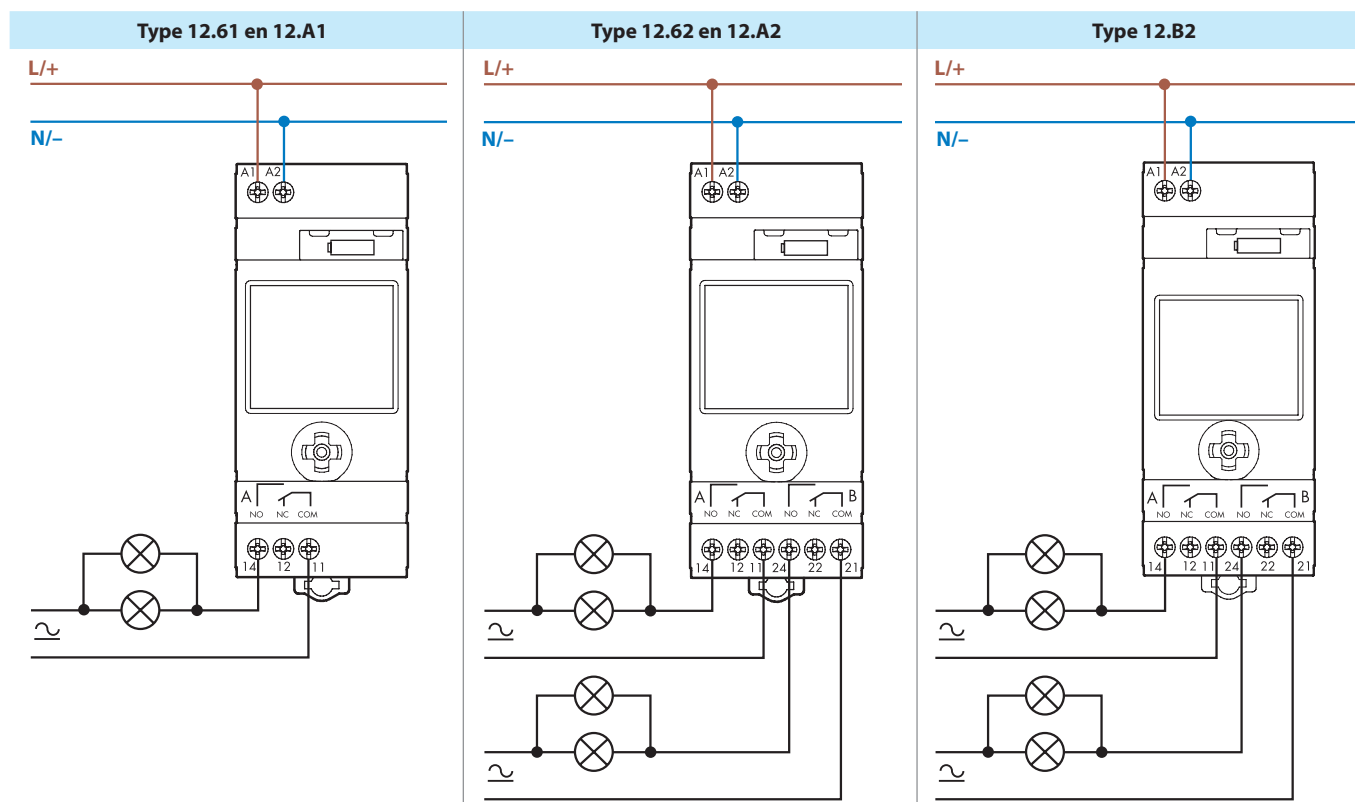 Type 12.61 en 12.A1
L/+
N/–
A1 A2
A
NO NC COM
14 12 11
Type 12.62 en 12.A2
L/+
N/–
A1 A2
A B
NO NC COM NO NC COM
14 12 11 24 22 21
Type 12.B2
L/+
N/–
A1 A2
A B
NO NC COM NO NC COM
14 12 11 24 22 21